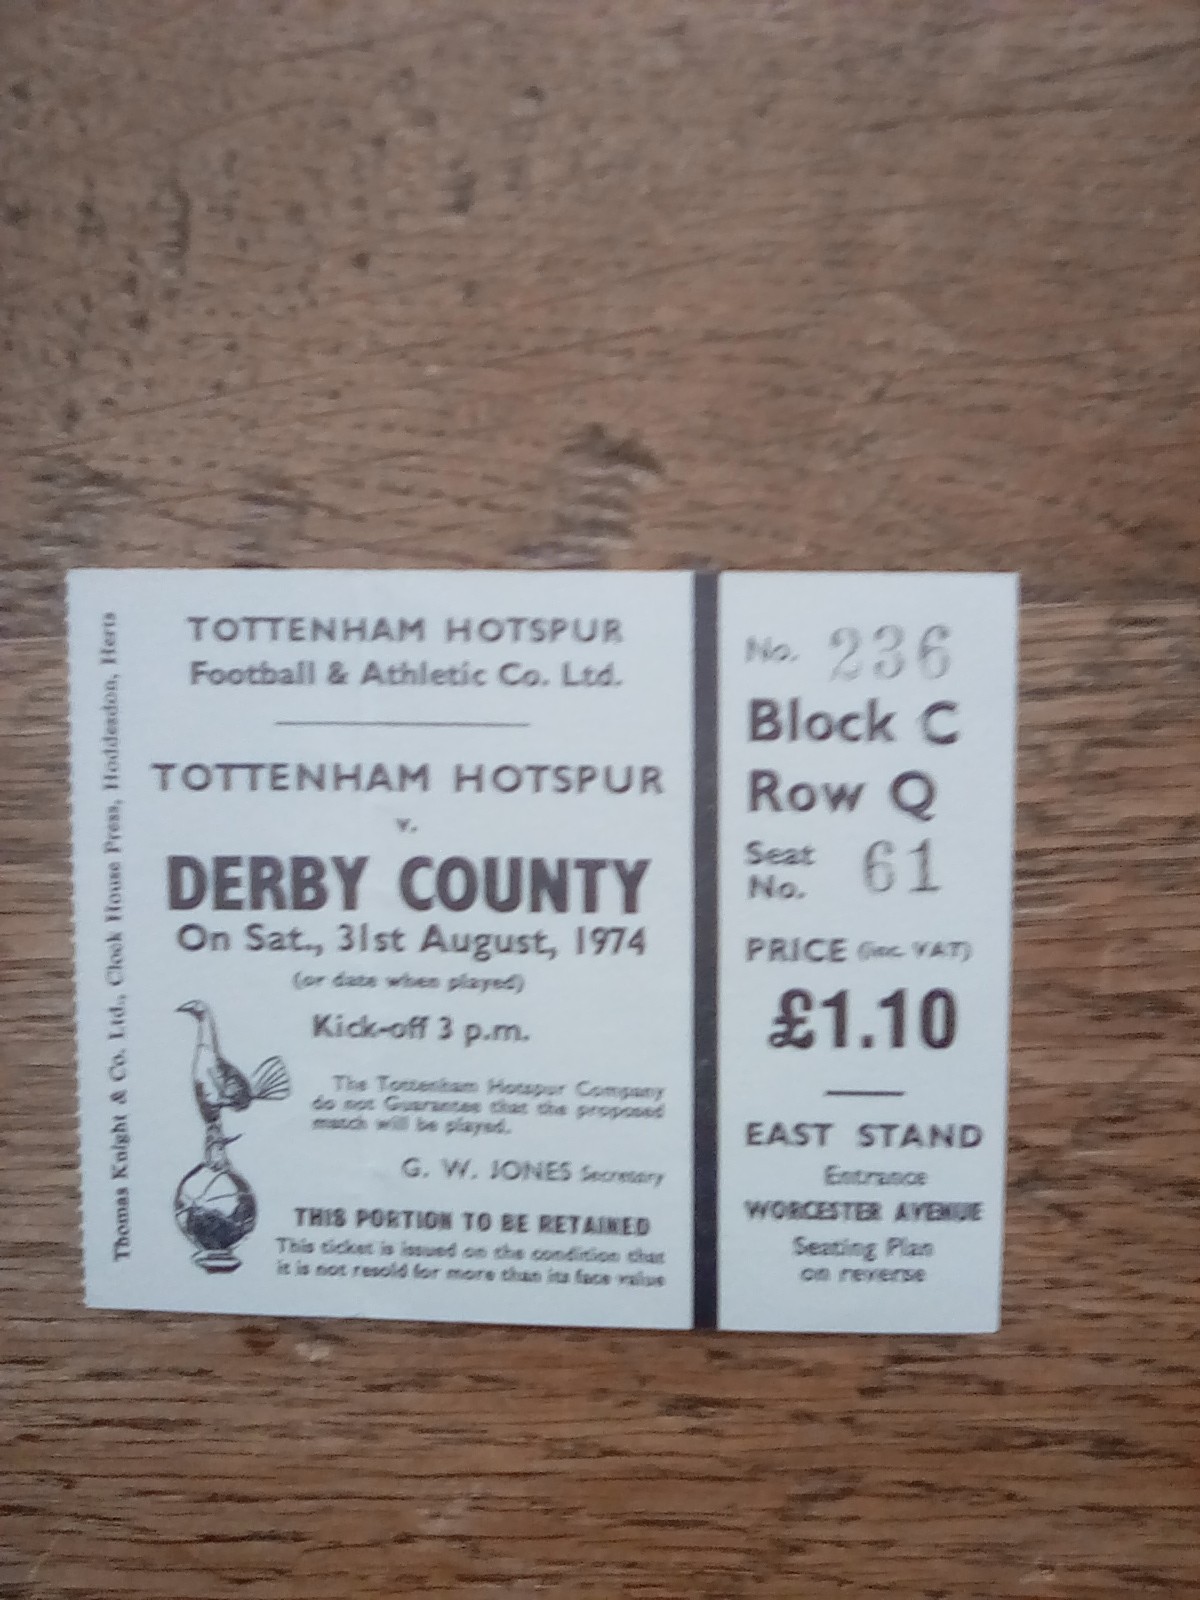 Thomas Knight & Co. Ltd., Clock House Press, Hoddesdon, Herts
TOTTENHAM HOTSPUR
Football & Athletic Co. Ltd.
TOTTENHAM HOTSPUR
v.
DERBY COUNTY
On Sat., 31st August, 1974
(or date when played)
Kick-off 3 p.m.
The Tottenham Hotspur Company
do not Guarantee that the proposed
match will be played.
G. W. JONES Secretary
THIS PORTION TO BE RETAINED
This ticket is issued on the condition that
it is not resold for more than its face value
No. 236
Block C
Row Q
Seat No. 61
PRICE (inc. VAT)
£1.10
EAST STAND
Entrance
WORCESTER AVENUE
Seating Plan
on reverse